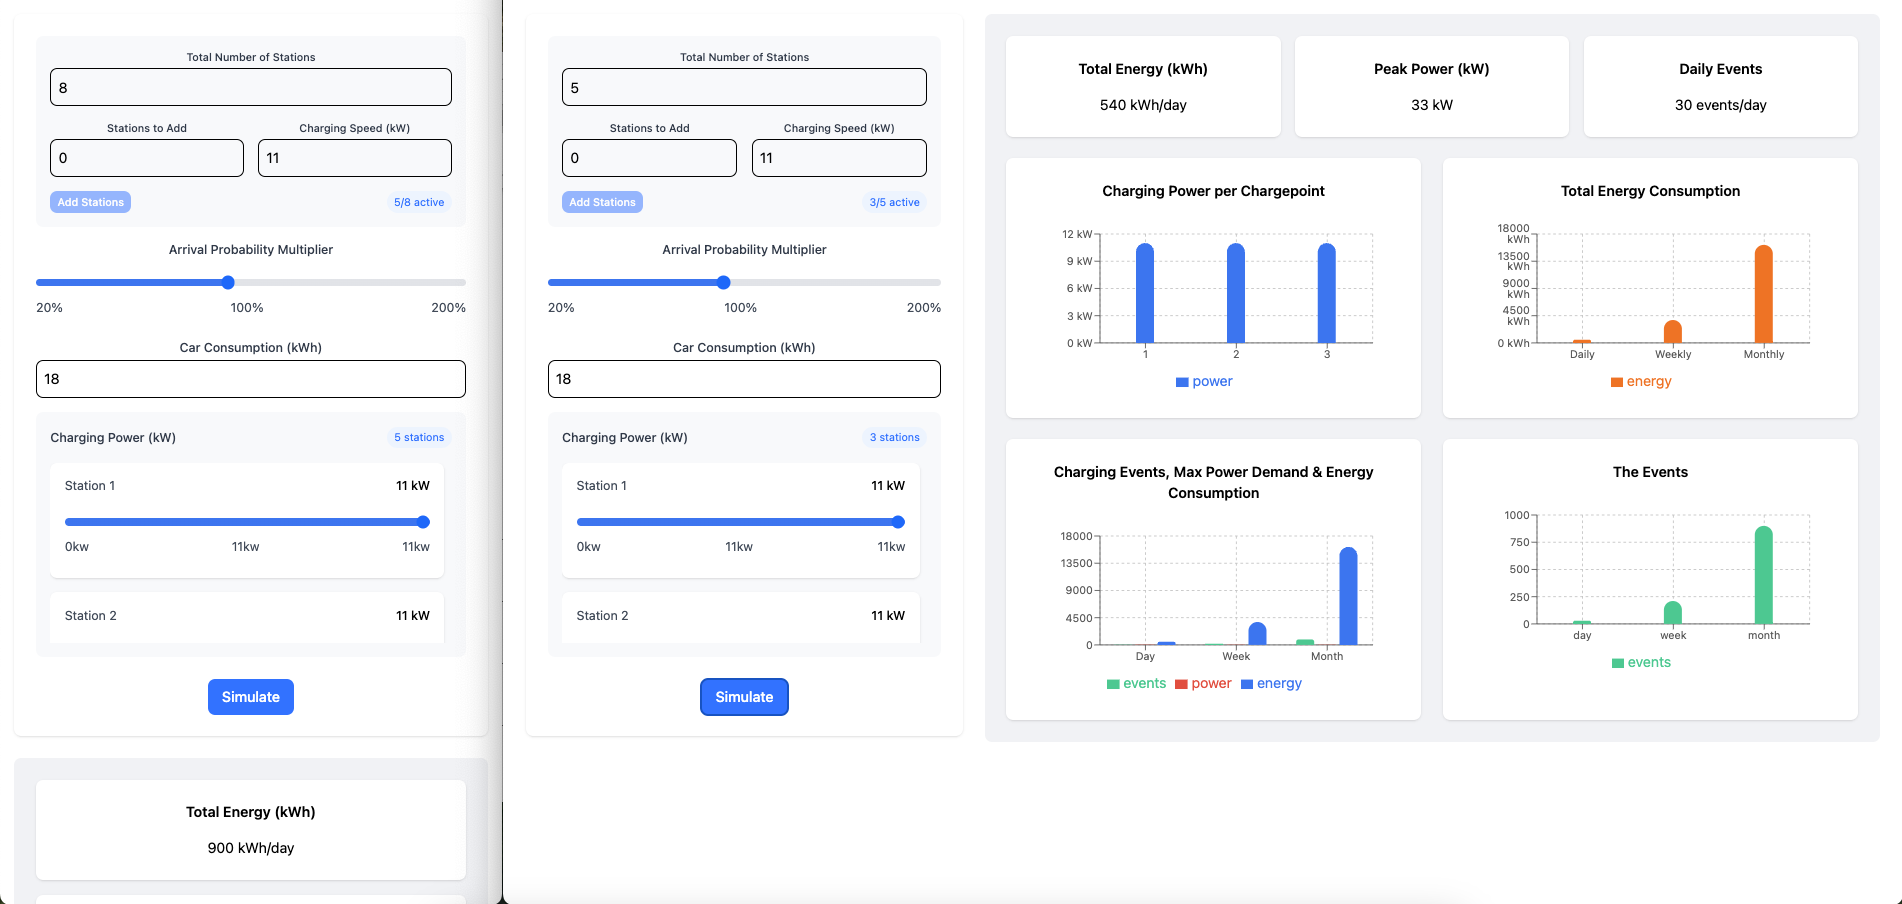 Total Number of Stations
8
Stations to Add
Charging Speed (kW)
0
11
Add Stations
5/8 active
Arrival Probability Multiplier
20%
100%
200%
Car Consumption (kWh)
18
Charging Power (kW)
5 stations
Station 1
11 kW
0kw
11kw
11kw
Station 2
11 kW
Simulate
Total Energy (kWh)
900 kWh/day
Total Number of Stations
5
Stations to Add
Charging Speed (kW)
0
11
Add Stations
3/5 active
Arrival Probability Multiplier
20%
100%
200%
Car Consumption (kWh)
18
Charging Power (kW)
3 stations
Station 1
11 kW
0kw
11kw
11kw
Station 2
11 kW
Simulate
Total Energy (kWh)
540 kWh/day
Peak Power (kW)
33 kW
Daily Events
30 events/day
Charging Power per Chargepoint
12 kW
9 kW
6 kW
3 kW
0 kW
1
2
3
power
Total Energy Consumption
18000
kWh
13500
kWh
9000
kWh
4500
kWh
0 kWh
Daily
Weekly
Monthly
energy
Charging Events, Max Power Demand & Energy
Consumption
18000
13500
9000
4500
0
Day
Week
Month
events
power
energy
The Events
1000
750
500
250
0
day
week
month
events